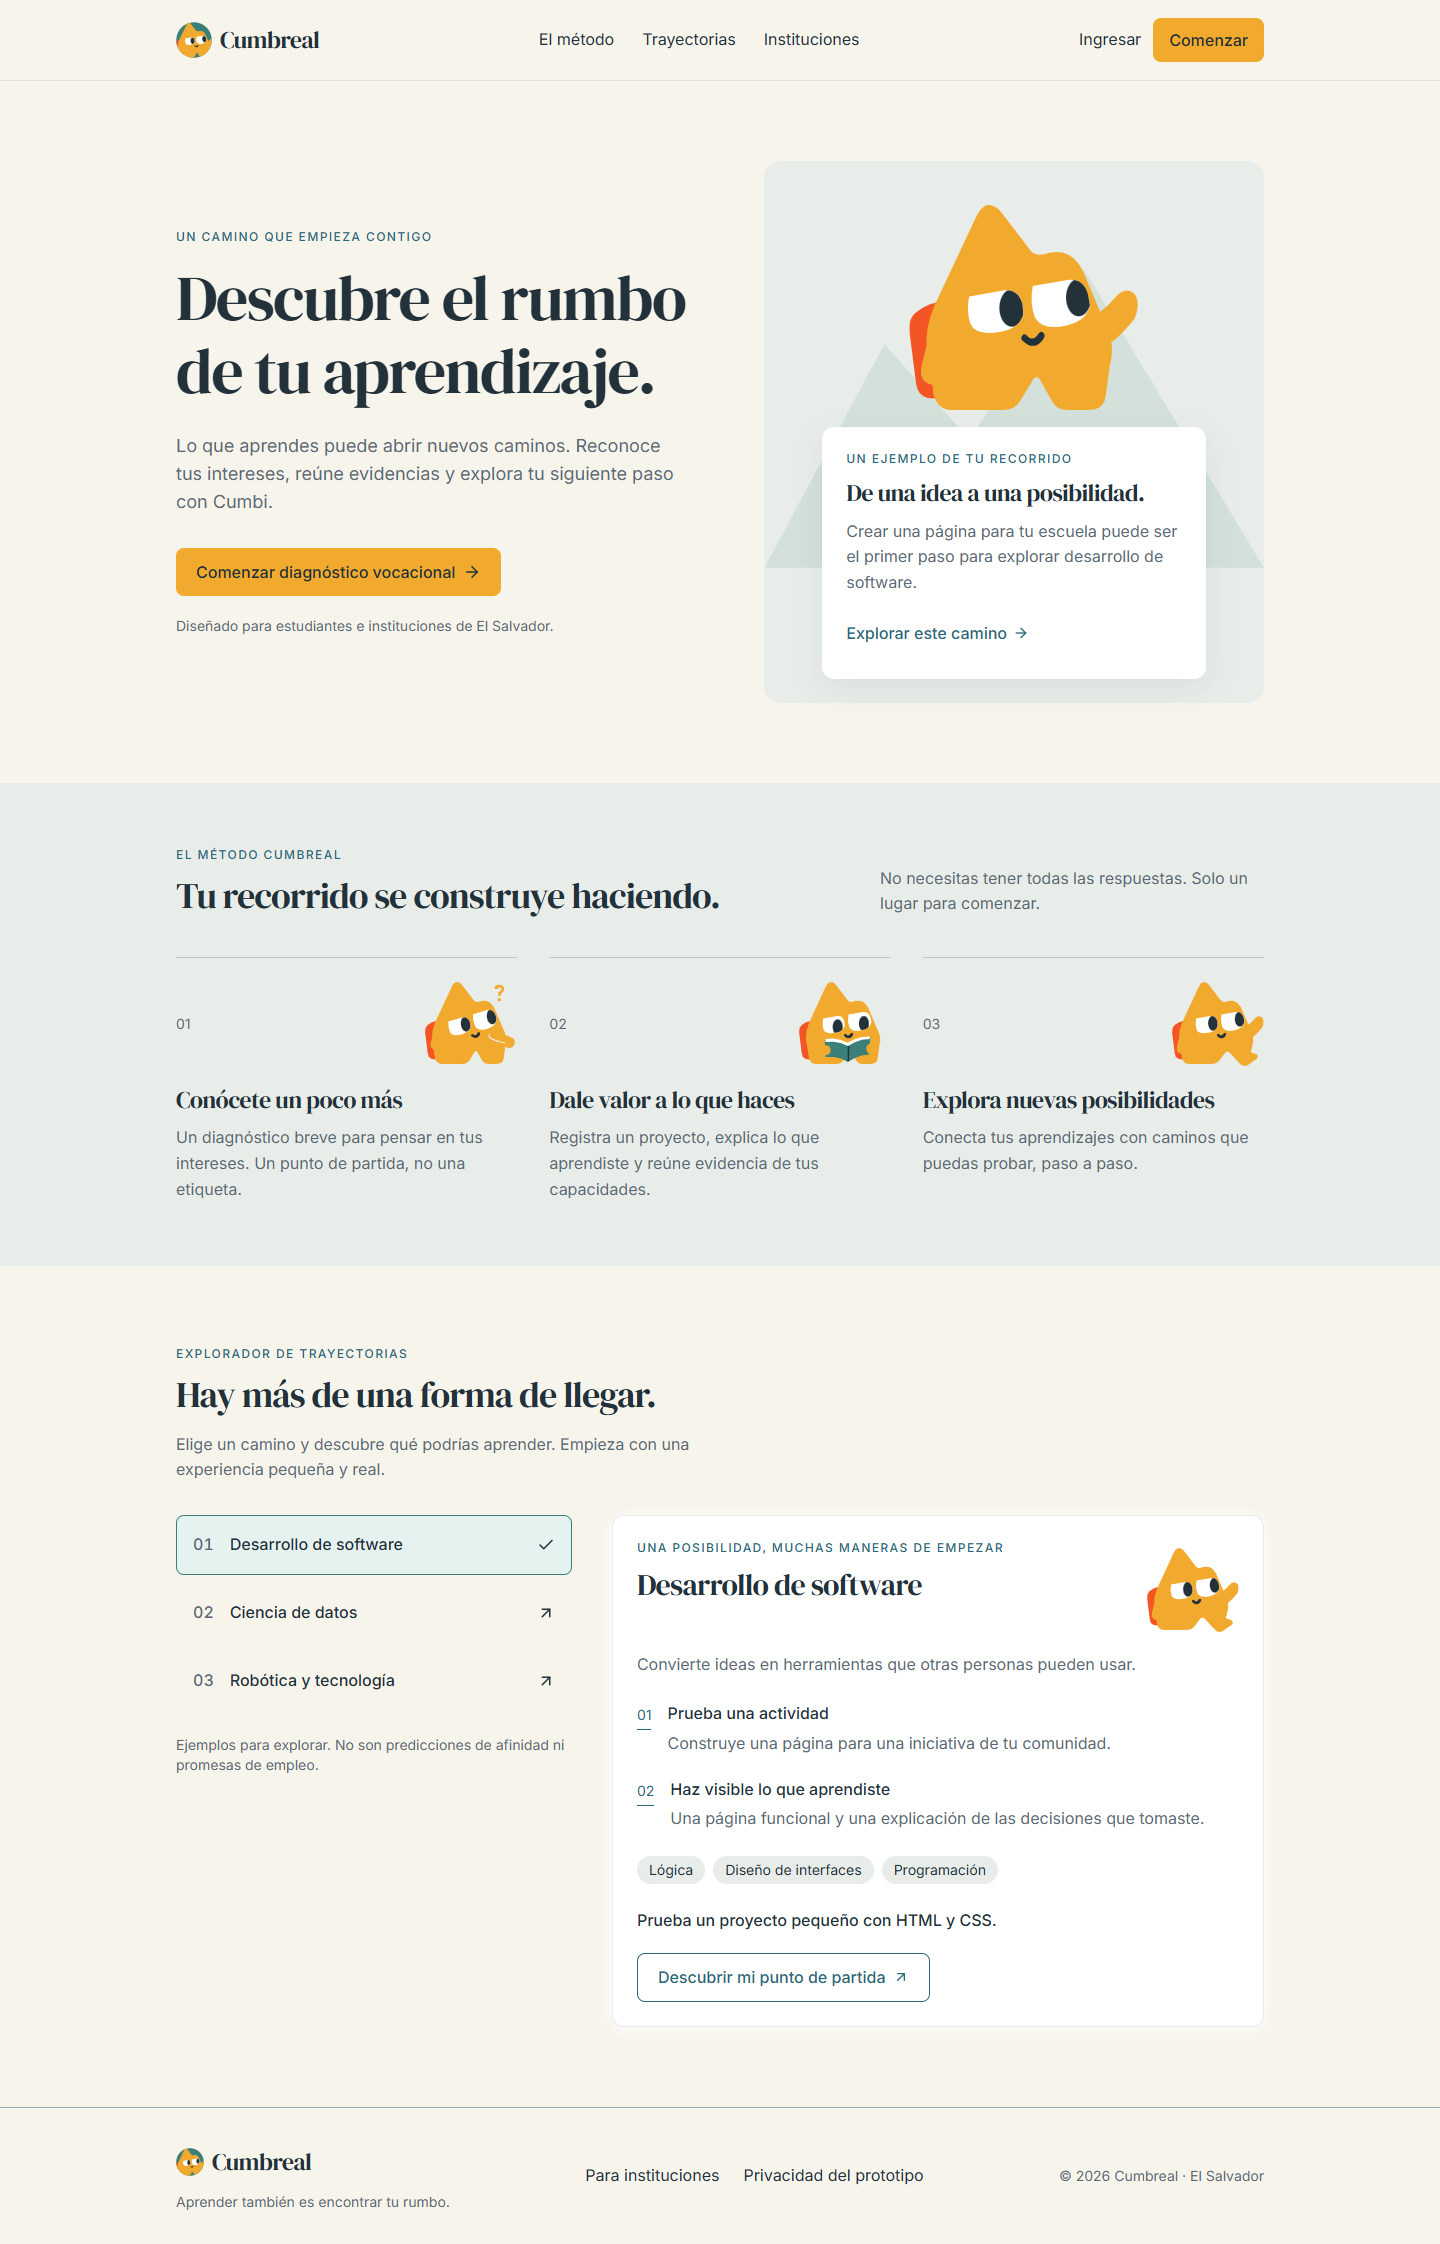 Cumbreal
El método
Trayectorias
Instituciones
Ingresar
Comenzar
UN CAMINO QUE EMPIEZA CONTIGO
Descubre el rumbo
de tu aprendizaje.
Lo que aprendes puede abrir nuevos caminos. Reconoce
tus intereses, reúne evidencias y explora tu siguiente paso
con Cumbi.
Comenzar diagnóstico vocacional →
Diseñado para estudiantes e instituciones de El Salvador.
UN EJEMPLO DE TU RECORRIDO
De una idea a una posibilidad.
Crear una página para tu escuela puede ser
el primer paso para explorar desarrollo de
software.
Explorar este camino →
EL MÉTODO CUMBREAL
Tu recorrido se construye haciendo.
No necesitas tener todas las respuestas. Solo un
lugar para comenzar.
01
?
Conócete un poco más
Un diagnóstico breve para pensar en tus
intereses. Un punto de partida, no una
etiqueta.
02
Dale valor a lo que haces
Registra un proyecto, explica lo que
aprendiste y reúne evidencia de tus
capacidades.
03
Explora nuevas posibilidades
Conecta tus aprendizajes con caminos que
puedas probar, paso a paso.
EXPLORADOR DE TRAYECTORIAS
Hay más de una forma de llegar.
Elige un camino y descubre qué podrías aprender. Empieza con una
experiencia pequeña y real.
01 Desarrollo de software
02 Ciencia de datos
03 Robótica y tecnología
Ejemplos para explorar. No son predicciones de afinidad ni
promesas de empleo.
UNA POSIBILIDAD, MUCHAS MANERAS DE EMPEZAR
Desarrollo de software
Convierte ideas en herramientas que otras personas pueden usar.
01 Prueba una actividad
Construye una página para una iniciativa de tu comunidad.
02 Haz visible lo que aprendiste
Una página funcional y una explicación de las decisiones que tomaste.
Lógica
Diseño de interfaces
Programación
Prueba un proyecto pequeño con HTML y CSS.
Descubrir mi punto de partida
Cumbreal
Aprender también es encontrar tu rumbo.
Para instituciones
Privacidad del prototipo
© 2026 Cumbreal · El Salvador